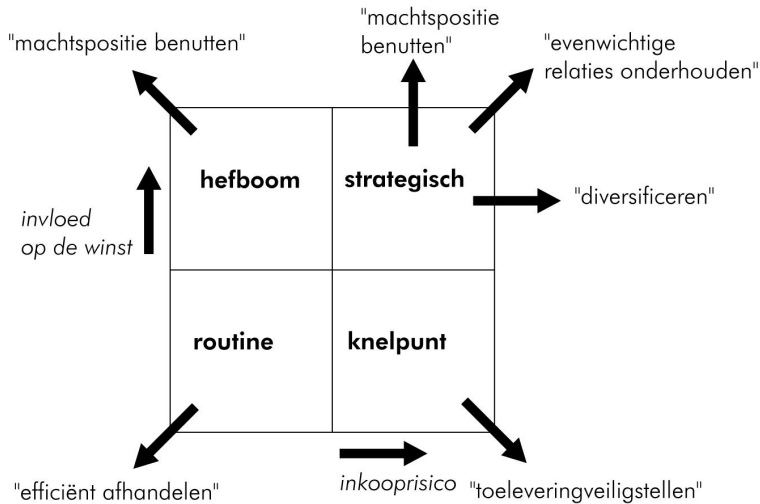 "machtspositie benutten"
"machtspositie
benutten"
"evenwichtige
relaties onderhouden"
hefboom
strategisch
"diversificeren"
invloed
op de winst
routine
knelpunt
"efficiënt afhandelen"
inkooprisico
"toeleveringveiligstellen"